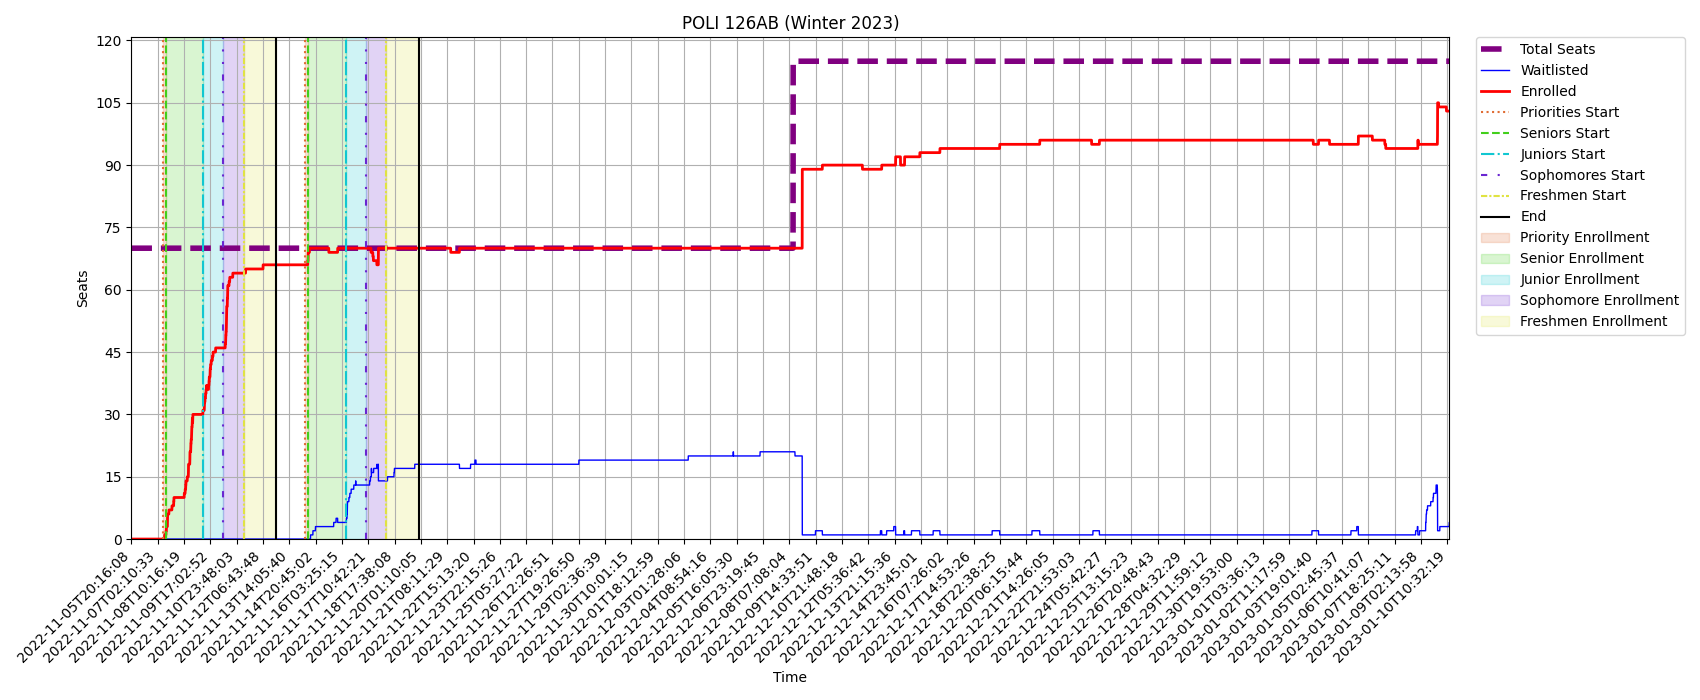 POLI 126AB (Winter 2023)
120
105
90
75
60
45
30
15
0
Seats
2022-11-05T20:16:08
2022-11-07T02:10:33
2022-11-08T10:16:19
2022-11-09T17:02:52
2022-11-10T23:48:03
2022-11-12T06:43:48
2022-11-13T14:05:40
2022-11-14T20:45:02
2022-11-16T03:25:15
2022-11-17T10:42:21
2022-11-18T17:38:08
2022-11-20T01:10:05
2022-11-21T08:11:29
2022-11-22T15:13:20
2022-11-23T22:15:26
2022-11-25T05:27:22
2022-11-26T12:26:51
2022-11-27T19:26:50
2022-11-29T02:36:39
2022-11-30T10:01:15
2022-12-01T18:12:59
2022-12-03T01:28:06
2022-12-04T08:54:16
2022-12-05T16:05:30
2022-12-06T23:19:45
2022-12-08T07:08:04
2022-12-09T14:33:51
2022-12-10T21:48:18
2022-12-12T05:36:42
2022-12-13T12:15:36
2022-12-14T23:45:01
2022-12-16T07:26:02
2022-12-17T14:53:26
2022-12-18T22:38:25
2022-12-20T06:15:44
2022-12-21T14:26:05
2022-12-22T21:53:03
2022-12-24T05:42:27
2022-12-25T13:15:23
2022-12-26T20:48:43
2022-12-28T04:32:29
2022-12-29T11:59:12
2022-12-30T19:53:00
2023-01-01T03:36:13
2023-01-02T11:17:59
2023-01-03T19:01:40
2023-01-05T02:45:37
2023-01-06T10:41:07
2023-01-07T18:25:11
2023-01-09T02:13:58
2023-01-10T10:32:19
Time
Total Seats
Waitlisted
Enrolled
Priorities Start
Seniors Start
Juniors Start
Sophomores Start
Freshmen Start
End
Priority Enrollment
Senior Enrollment
Junior Enrollment
Sophomore Enrollment
Freshmen Enrollment